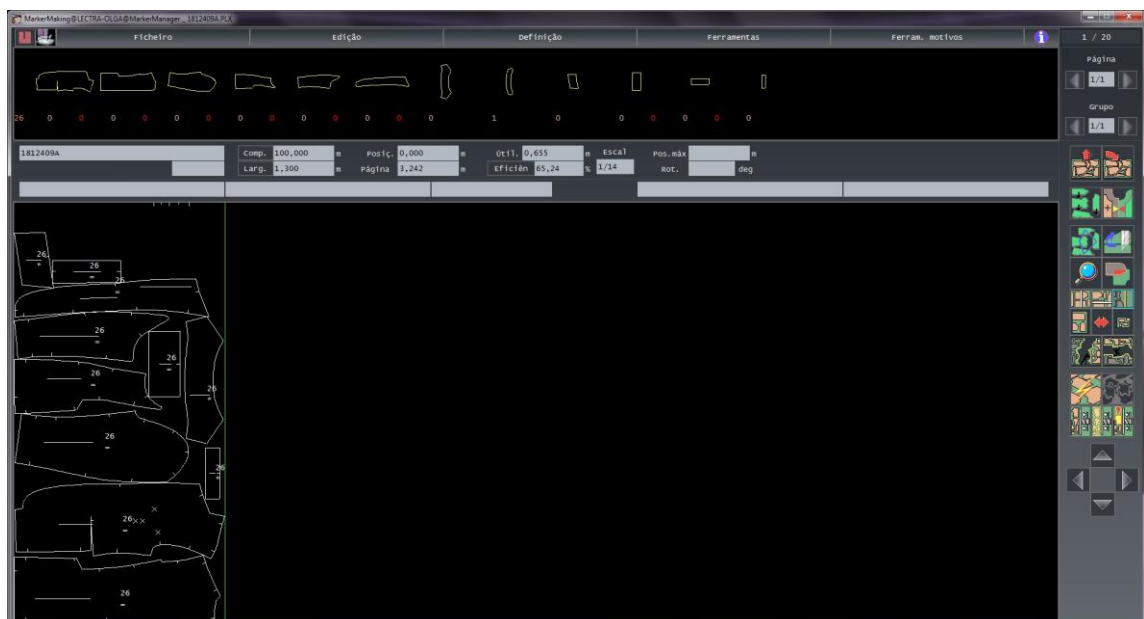 MarkerMaking@LECTRA-OLGA@MarkerManager _ 1812409A.PLX
Ficheiro Edição Definição Ferramentas Ferram. motivos i 1 / 20
Página
1/1
Grupo
1/1
26 0 0 0 0 0 0 0 0 0 0 0 0 0 1 0 0 0 0 0 0
1812409A Comp. 100,000 m Posiç. 0,000 m Útil. 0,655 m Escal Pos.máx m
Larg. 1,300 m Página 3,242 m Eficiên 65,24 % 1/14 Rot. deg
26
26
26
26
26
26
26
26
26
26
26